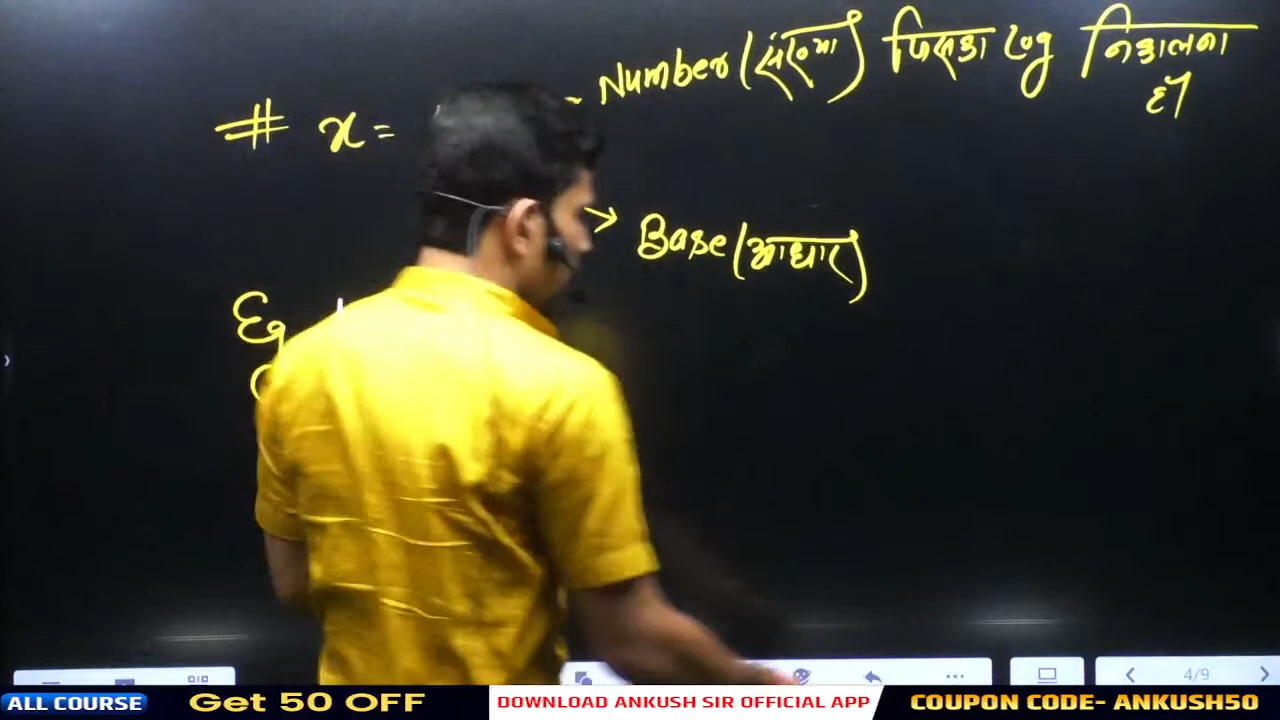 # x = Number (संख्या) जिसका log निकालना हो
Base (आधार)
Eg
4/9
ALL COURSE Get 50 OFF DOWNLOAD ANKUSH SIR OFFICIAL APP COUPON CODE- ANKUSH50